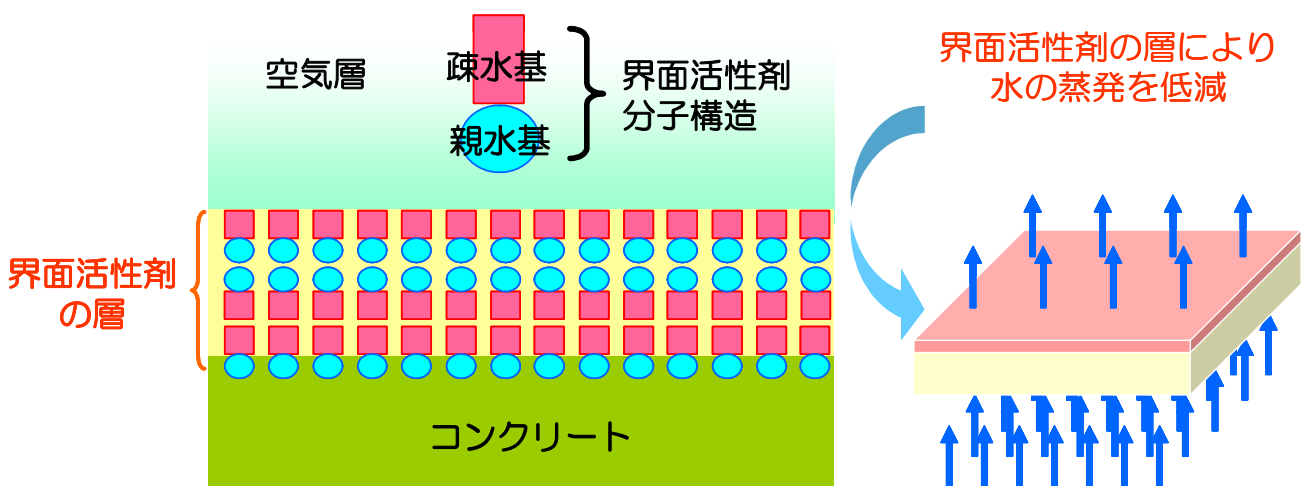 空気層
疎水基
親水基
界面活性剤
分子構造
界面活性剤の層により
水の蒸発を低減
界面活性剤
の層
コンクリート